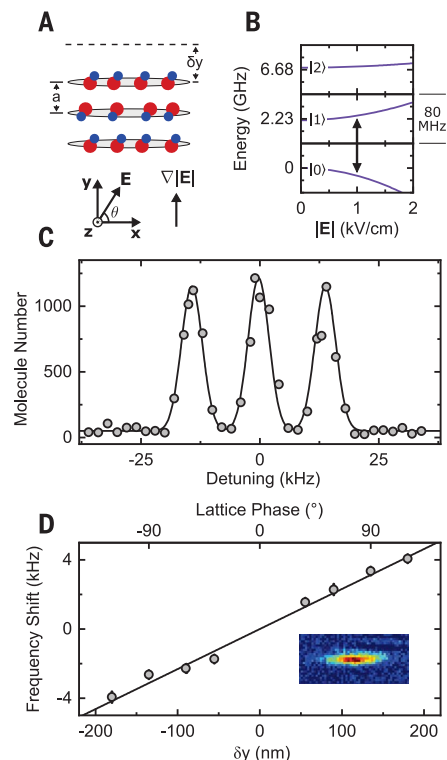 A
δy
a
y
E
θ
z
x
∇|E|
B
Energy (GHz)
6.68
2.23
0
|2⟩
|1⟩
|0⟩
80
MHz
0
1
2
|E| (kV/cm)
C
Molecule Number
1000
500
0
-25
0
25
Detuning (kHz)
D
Lattice Phase (°)
-90
0
90
Frequency Shift (kHz)
4
0
-4
-200
-100
0
100
200
δy (nm)